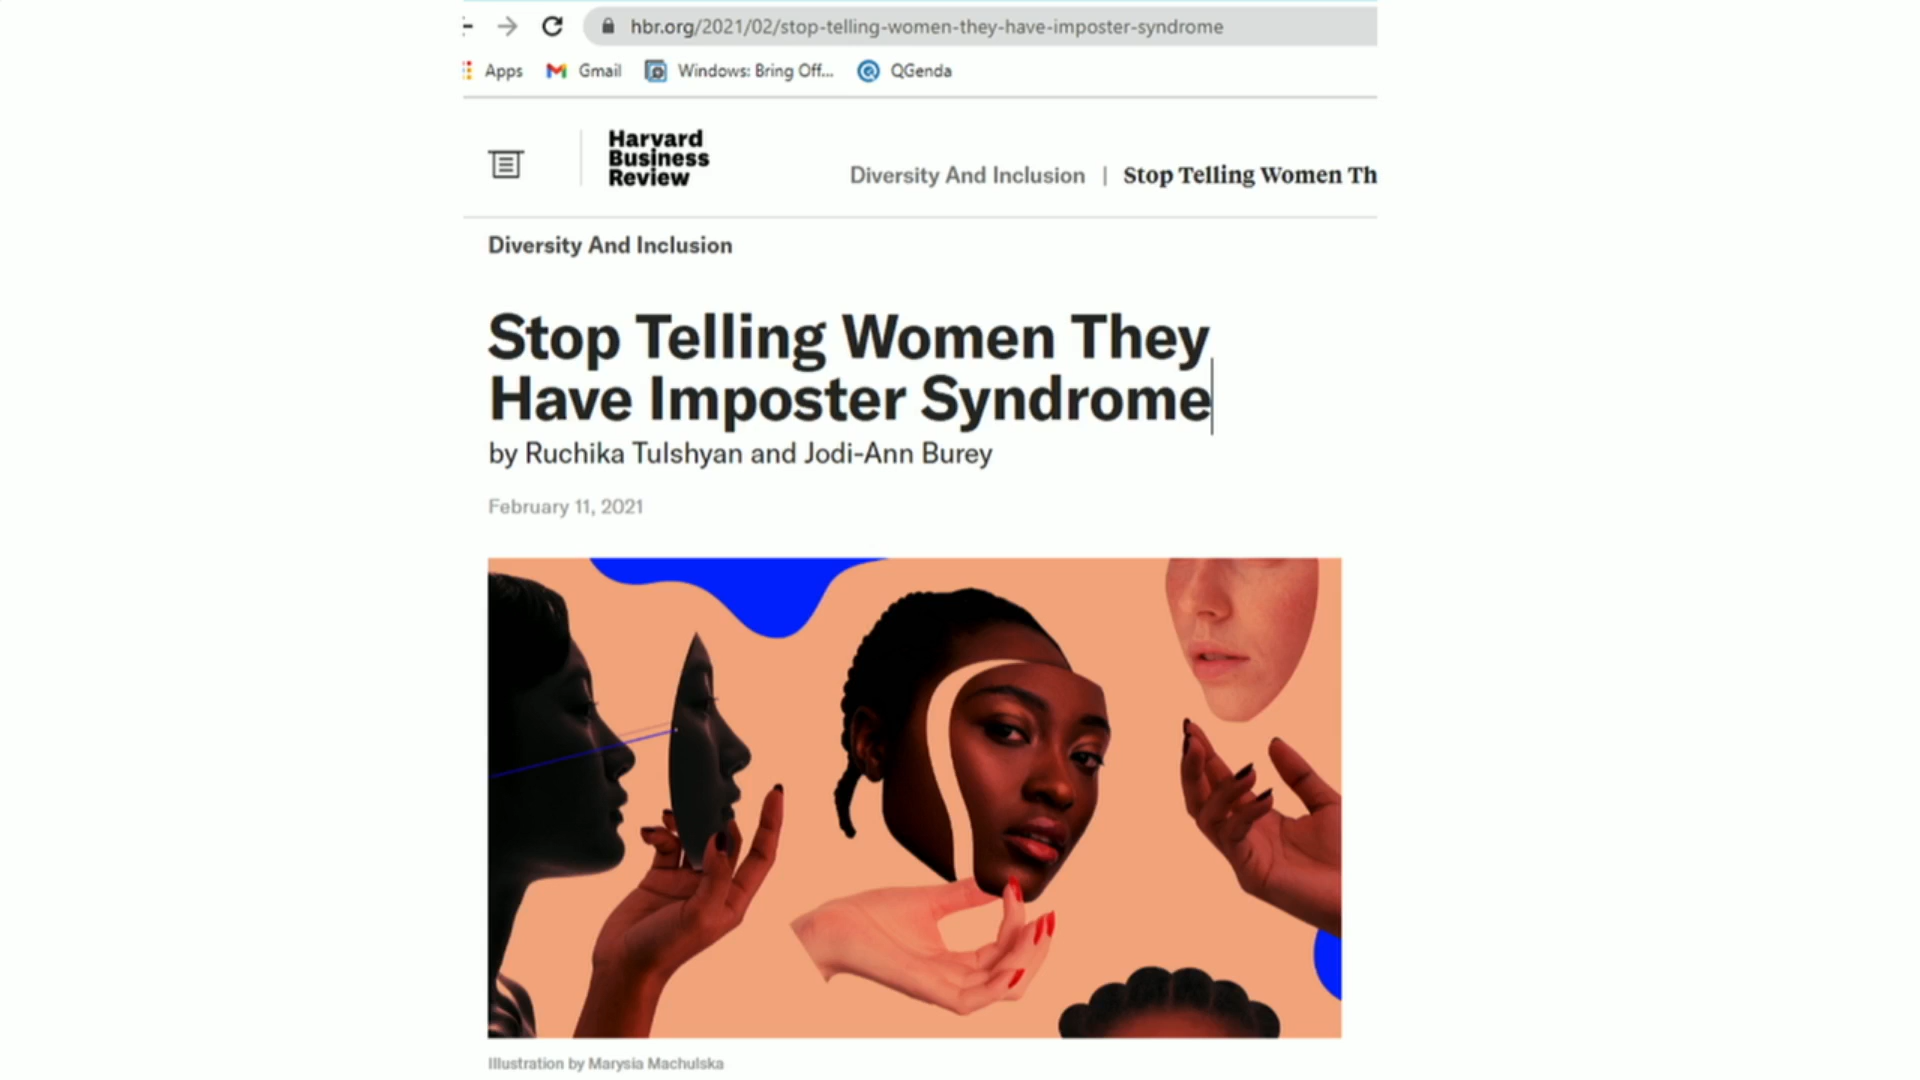 hbr.org/2021/02/stop-telling-women-they-have-imposter-syndrome
Apps Gmail Windows: Bring Off... QGenda
Harvard
Business
Review
Diversity And Inclusion | Stop Telling Women Th
Diversity And Inclusion
Stop Telling Women They
Have Imposter Syndrome
by Ruchika Tulshyan and Jodi-Ann Burey
February 11, 2021
Illustration by Marysia Machulska